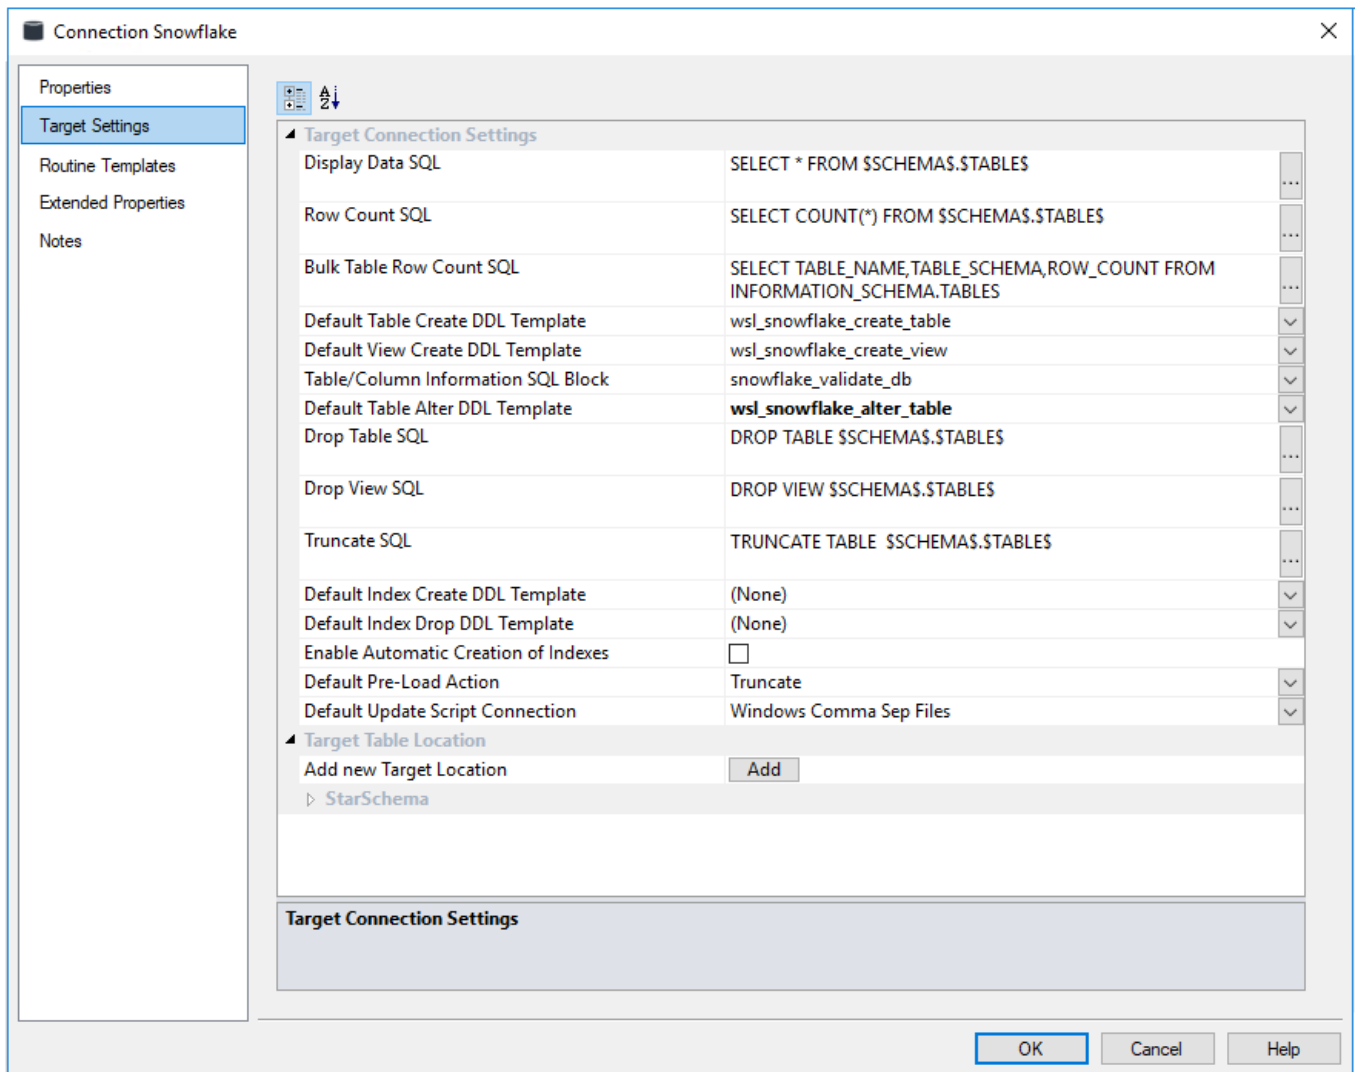 Connection Snowflake
Properties
Target Settings
Routine Templates
Extended Properties
Notes
Target Connection Settings
Display Data SQL SELECT * FROM $SCHEMA$.$TABLE$
Row Count SQL SELECT COUNT(*) FROM $SCHEMA$.$TABLE$
Bulk Table Row Count SQL SELECT TABLE_NAME,TABLE_SCHEMA,ROW_COUNT FROM
INFORMATION_SCHEMA.TABLES
Default Table Create DDL Template wsl_snowflake_create_table
Default View Create DDL Template wsl_snowflake_create_view
Table/Column Information SQL Block snowflake_validate_db
Default Table Alter DDL Template wsl_snowflake_alter_table
Drop Table SQL DROP TABLE $SCHEMA$.$TABLE$
Drop View SQL DROP VIEW $SCHEMA$.$TABLE$
Truncate SQL TRUNCATE TABLE  $SCHEMA$.$TABLE$
Default Index Create DDL Template (None)
Default Index Drop DDL Template (None)
Enable Automatic Creation of Indexes
Default Pre-Load Action Truncate
Default Update Script Connection Windows Comma Sep Files
Target Table Location
Add new Target Location Add
StarSchema
Target Connection Settings
OK Cancel Help